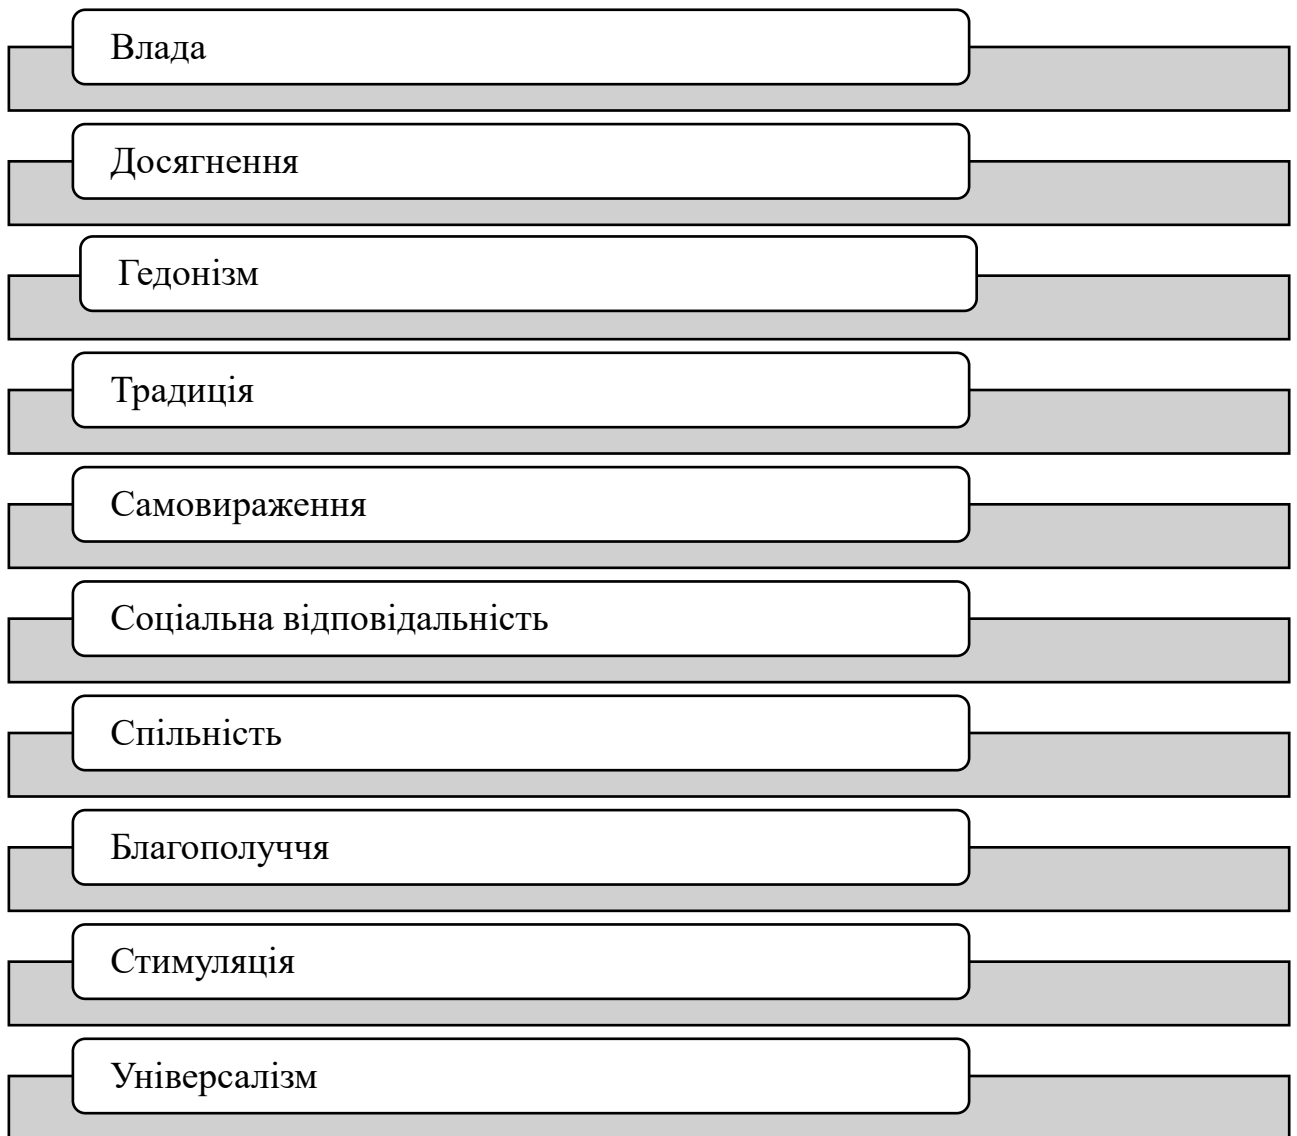 Влада
Досягнення
Гедонізм
Традиція
Самовираження
Соціальна відповідальність
Спільність
Благополуччя
Стимуляція
Універсалізм